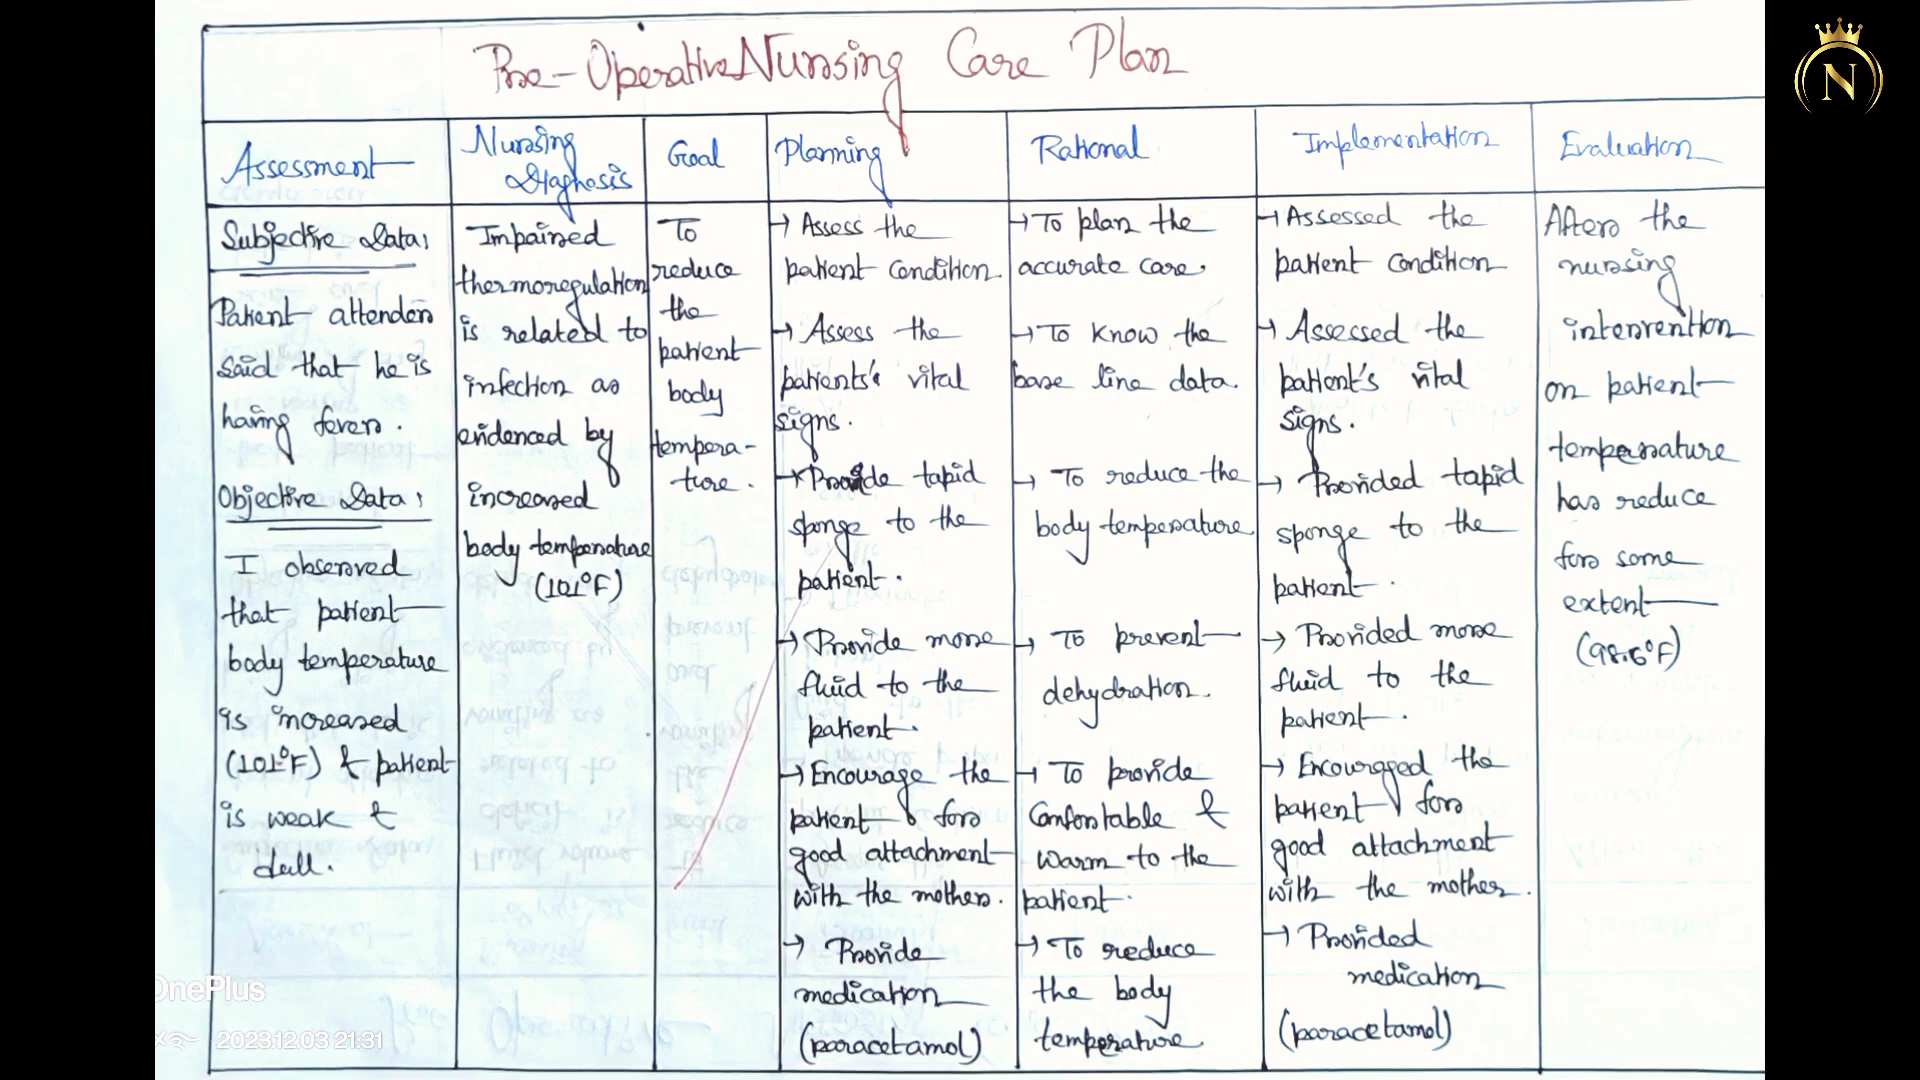 Pre-Operative Nursing Care Plan
N
Assessment
Nursing
Diagnosis
Goal
Planning
Rational
Implementation
Evaluation
Subjective Data:
Patient attender
said that he is
having fever.
Objective Data:
I observed
that patient
body temperature
is increased
(101°F) & patient
is weak &
dull.
Impaired
thermoregulation
is related to
infection as
evidenced by
increased
body temperature
(101°F)
To
reduce
the
patient
body
tempera-
ture.
→ Assess the
patient condition.
→ Assess the
patients's vital
signs.
→ Provide tapid
sponge to the
patient.
→ Provide more
fluid to the
patient.
→ Encourage the
patient for
good attachment
with the mother.
→ Provide
medication
(paracetamol)
→ To plan the
accurate care.
→ To know the
base line data.
→ To reduce the
body temperature
→ To prevent
dehydration.
→ To provide
Comfortable &
warm to the
patient.
→ To reduce
the body
temperature
→ Assessed the
patient condition
→ Assessed the
patient's vital
signs.
→ Provided tapid
sponge to the
patient.
→ Provided more
fluid to the
patient.
→ Encouraged the
patient for
good attachment
with the mother.
→ Provided
medication
(paracetamol)
After the
nursing
intervention
on patient
temperature
has reduce
for some
extent
(98.6°F)
OnePlus
2023.12.03 21:31